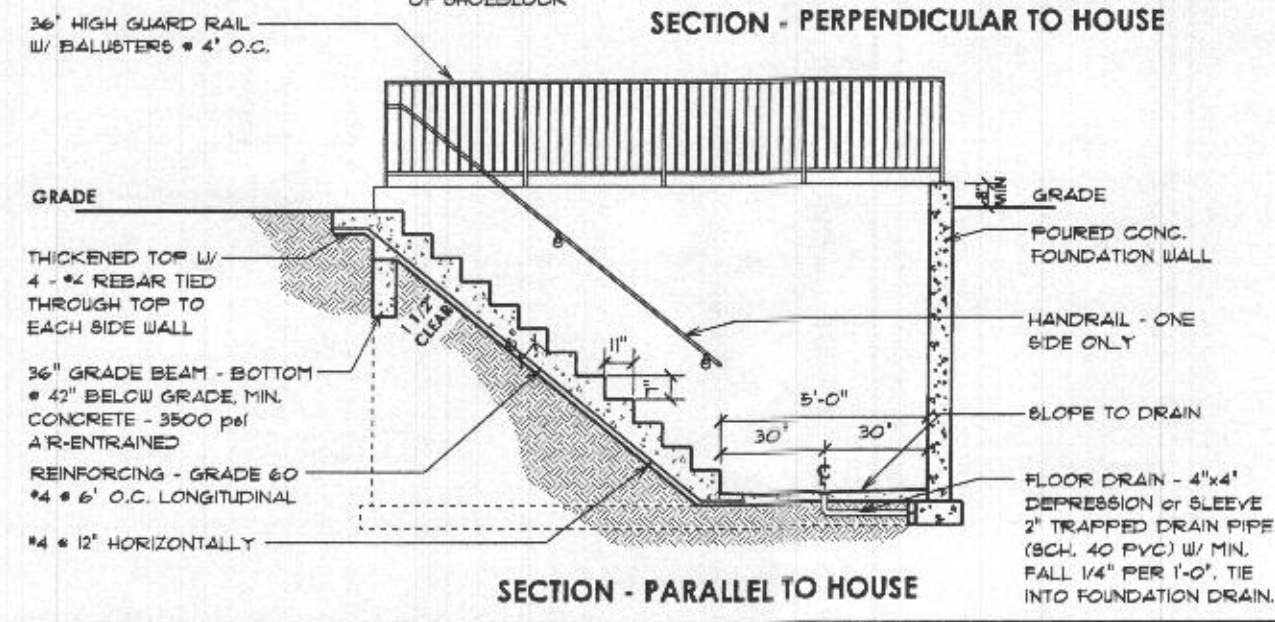 OF SHOEBLOCK
SECTION - PERPENDICULAR TO HOUSE
36" HIGH GUARD RAIL
W/ BALUSTERS @ 4" O.C.
GRADE
THICKENED TOP W/
4 - #4 REBAR TIED
THROUGH TOP TO
EACH SIDE WALL
36" GRADE BEAM - BOTTOM
@ 42" BELOW GRADE, MIN.
CONCRETE - 3500 psi
AIR-ENTRAINED
REINFORCING - GRADE 60
#4 @ 6" O.C. LONGITUDINAL
#4 @ 12" HORIZONTALLY
1 1/2"
CLEAR
11"
7"
5'-0"
30"
30"
8"
MIN
GRADE
POURED CONC.
FOUNDATION WALL
HANDRAIL - ONE
SIDE ONLY
SLOPE TO DRAIN
FLOOR DRAIN - 4"x4"
DEPRESSION or SLEEVE
2" TRAPPED DRAIN PIPE
(SCH. 40 PVC) W/ MIN.
FALL 1/4" PER 1'-0". TIE
INTO FOUNDATION DRAIN.
SECTION - PARALLEL TO HOUSE